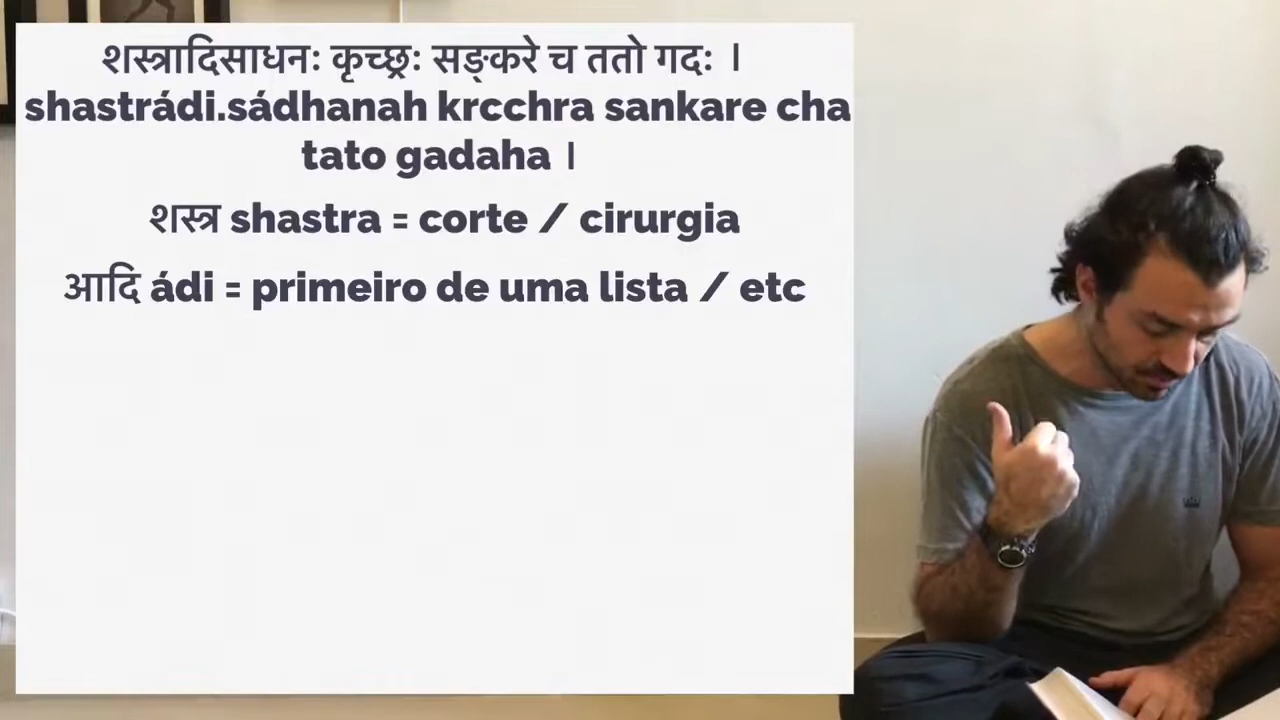 शस्त्रादिसाधनः कृच्छ्रः सङ्करे च ततो गदः ।
shastrádi.sádhanah krcchra sankare cha
tato gadaha ।
शस्त्र shastra = corte / cirurgia
आदि ádi = primeiro de uma lista / etc